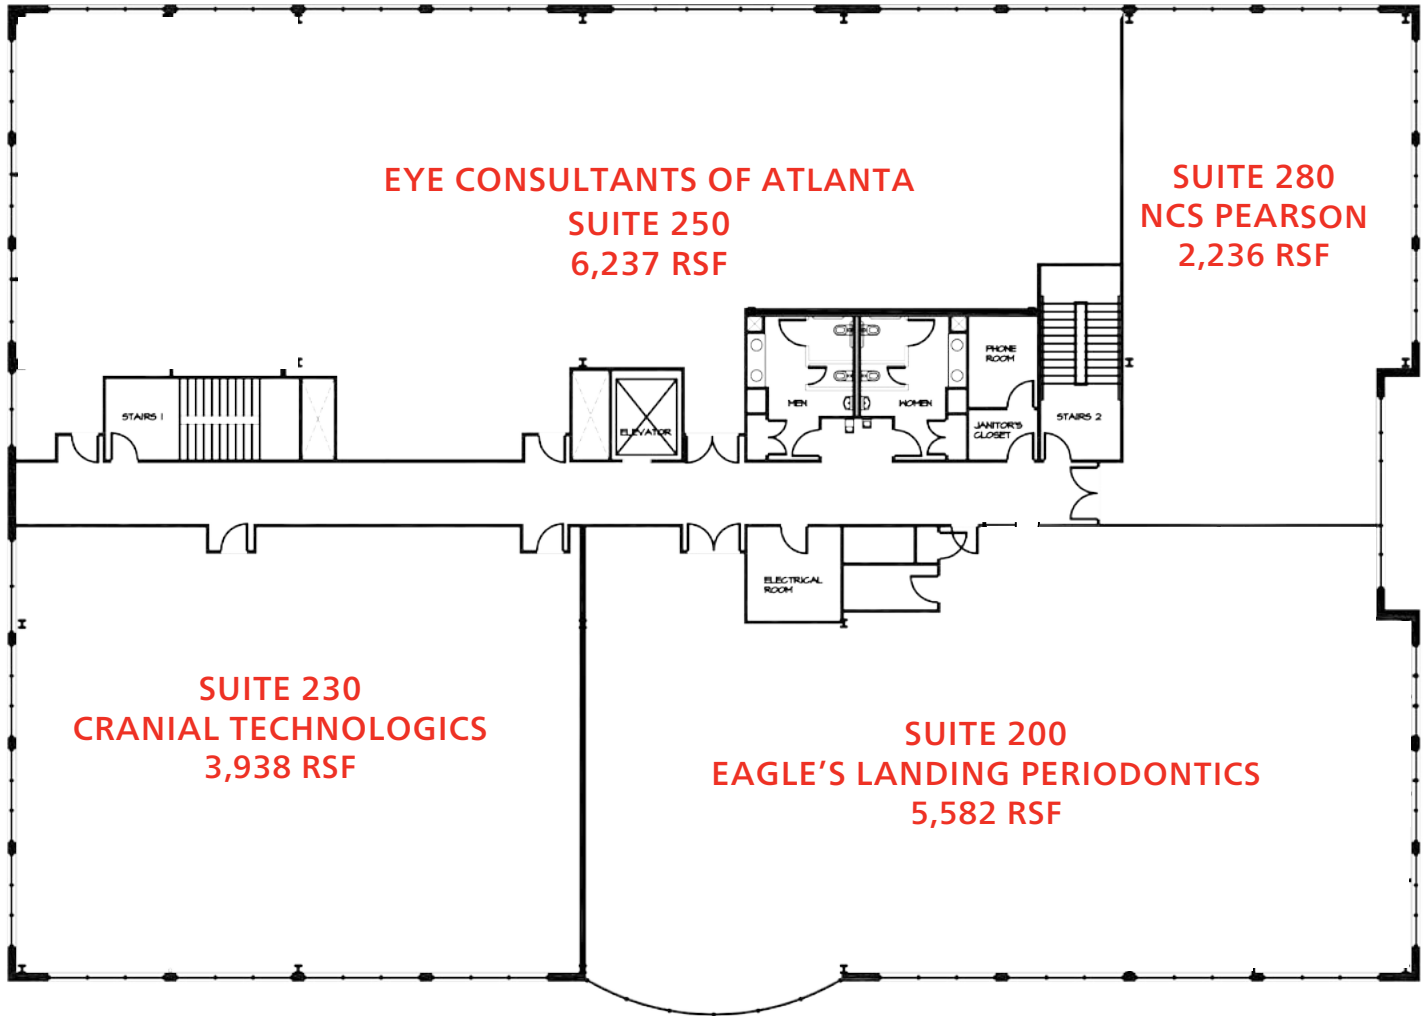 EYE CONSULTANTS OF ATLANTA
SUITE 250
6,237 RSF
SUITE 280
NCS PEARSON
2,236 RSF
PHONE
ROOM
STAIRS 1
ELEVATOR
MEN
WOMEN
JANITOR'S
CLOSET
STAIRS 2
ELECTRICAL
ROOM
SUITE 230
CRANIAL TECHNOLOGICS
3,938 RSF
SUITE 200
EAGLE’S LANDING PERIODONTICS
5,582 RSF